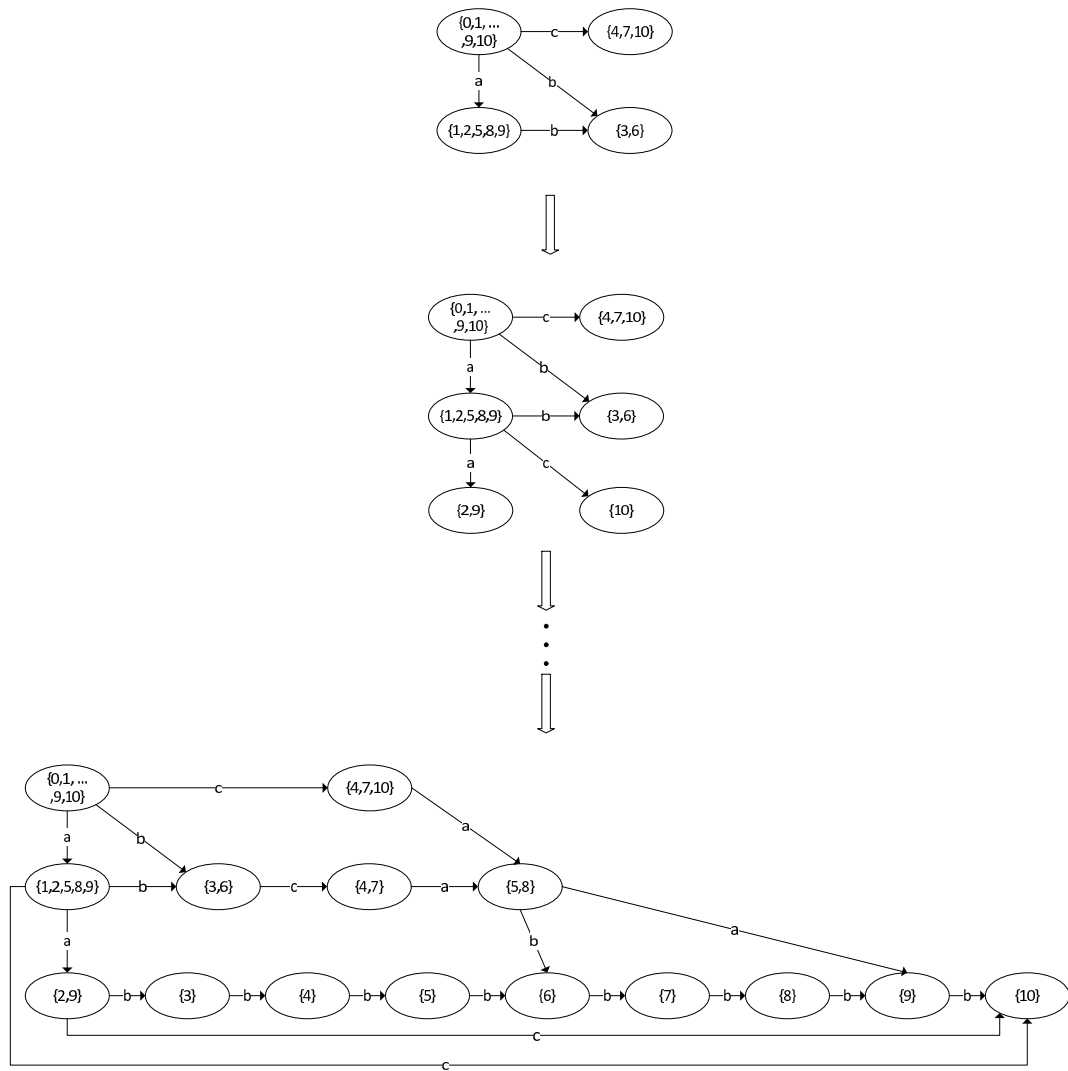 {0,1, ...
,9,10}
c
{4,7,10}
a
b
{1,2,5,8,9}
b
{3,6}
{0,1, ...
,9,10}
c
{4,7,10}
a
b
{1,2,5,8,9}
b
{3,6}
a
c
{2,9}
{10}
{0,1, ...
,9,10}
c
{4,7,10}
a
b
a
{1,2,5,8,9}
b
{3,6}
c
{4,7}
a
{5,8}
a
b
a
{2,9}
b
{3}
b
{4}
b
{5}
b
{6}
b
{7}
b
{8}
b
{9}
b
{10}
c
c